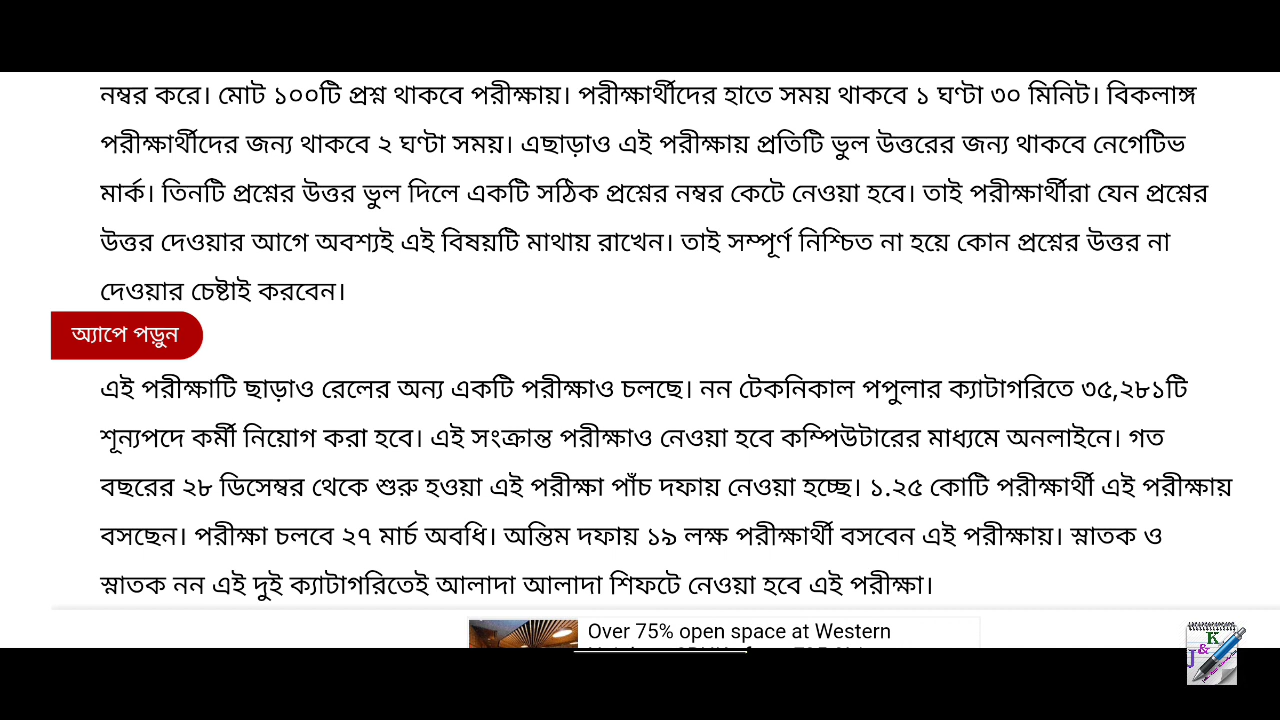 নম্বর করে। মোট ১০০টি প্রশ্ন থাকবে পরীক্ষায়। পরীক্ষার্থীদের হাতে সময় থাকবে ১ ঘণ্টা ৩০ মিনিট। বিকলাঙ্গ
পরীক্ষার্থীদের জন্য থাকবে ২ ঘণ্টা সময়। এছাড়াও এই পরীক্ষায় প্রতিটি ভুল উত্তরের জন্য থাকবে নেগেটিভ
মার্ক। তিনটি প্রশ্নের উত্তর ভুল দিলে একটি সঠিক প্রশ্নের নম্বর কেটে নেওয়া হবে। তাই পরীক্ষার্থীরা যেন প্রশ্নের
উত্তর দেওয়ার আগে অবশ্যই এই বিষয়টি মাথায় রাখেন। তাই সম্পূর্ণ নিশ্চিত না হয়ে কোন প্রশ্নের উত্তর না
দেওয়ার চেষ্টাই করবেন।
অ্যাপে পড়ুন
এই পরীক্ষাটি ছাড়াও রেলের অন্য একটি পরীক্ষাও চলছে। নন টেকনিকাল পপুলার ক্যাটাগরিতে ৩৫,২৮১টি
শূন্যপদে কর্মী নিয়োগ করা হবে। এই সংক্রান্ত পরীক্ষাও নেওয়া হবে কম্পিউটারের মাধ্যমে অনলাইনে। গত
বছরের ২৮ ডিসেম্বর থেকে শুরু হওয়া এই পরীক্ষা পাঁচ দফায় নেওয়া হচ্ছে। ১.২৫ কোটি পরীক্ষার্থী এই পরীক্ষায়
বসছেন। পরীক্ষা চলবে ২৭ মার্চ অবধি। অন্তিম দফায় ১৯ লক্ষ পরীক্ষার্থী বসবেন এই পরীক্ষায়। স্নাতক ও
স্নাতক নন এই দুই ক্যাটাগরিতেই আলাদা আলাদা শিফটে নেওয়া হবে এই পরীক্ষা।
Over 75% open space at Western
J&K